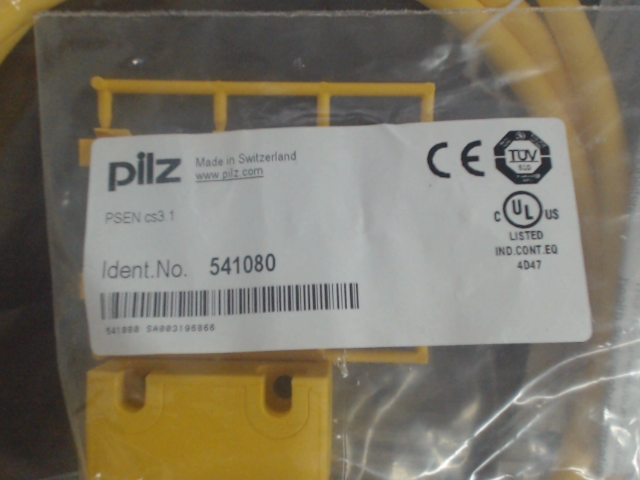 pilz
Made in Switzerland
www.pilz.com
CE
TÜV
PSEN cs3.1
C UL US
LISTED
IND.CONT.EQ
4D47
Ident.No. 541080
541080